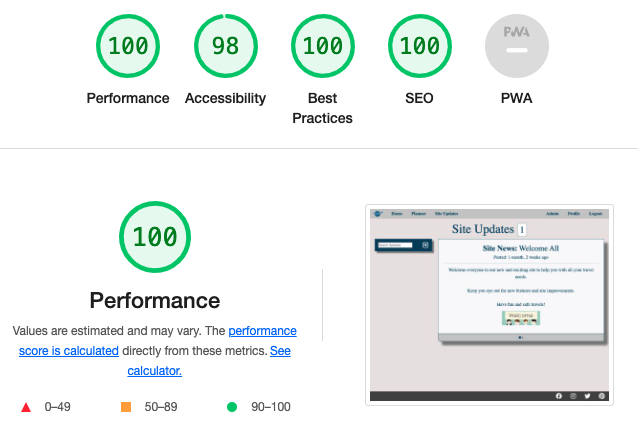 100
98
100
100
PWA
Performance
Accessibility
Best
Practices
SEO
PWA
100
Performance
Values are estimated and may vary. The performance
score is calculated directly from these metrics. See
calculator.
0–49
50–89
90–100
Home Planner Site Updates Admin Profile Logout
Site Updates 1
Site News: Welcome All
Posted: 1 month, 2 weeks ago
Welcome everyone to our new and exciting site to help you with all your travel
needs.
Keep you eye out for new features and site improvements.
Have fun and safe travels!
Welcome